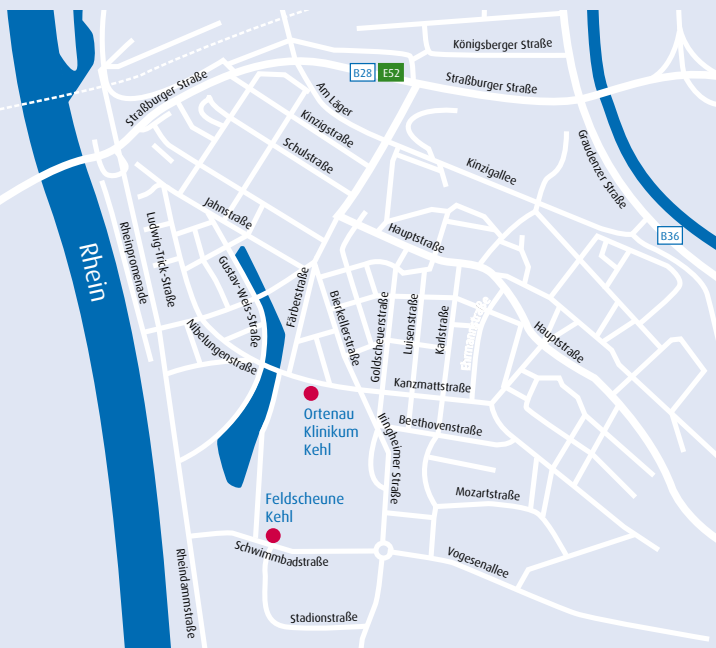 Königsberger Straße
B28
E52
Straßburger Straße
Straßburger Straße
Am Läger
Kinzigstraße
Schulstraße
Kinzigallee
Graudenzer Straße
B36
Jahnstraße
Hauptstraße
Rhein
Rheinpromenade
Ludwig-Trick-Straße
Gustav-Weis-Straße
Färberstraße
Bierkellerstraße
Goldscheuerstraße
Luisenstraße
Karlstraße
Hauptstraße
Nibelungenstraße
Kanzmattstraße
Ortenau
Klinikum
Kehl
Iringheimer Straße
Beethovenstraße
Feldscheune
Kehl
Mozartstraße
Schwimmbadstraße
Vogesenallee
Rheindammstraße
Stadionstraße